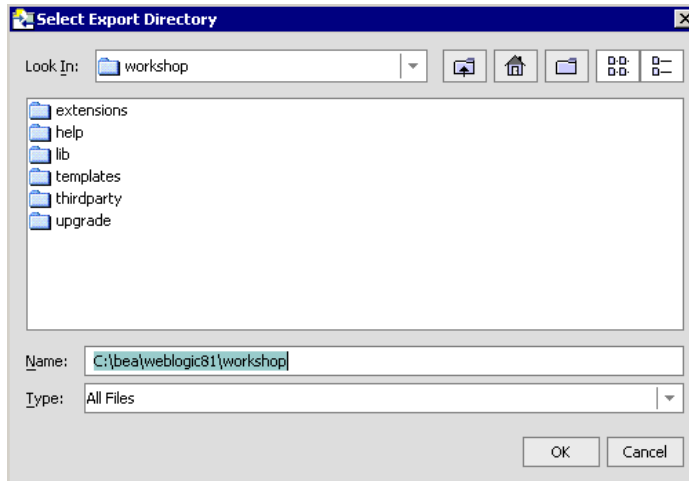 Select Export Directory
Look In: workshop
extensions
help
lib
templates
thirdparty
upgrade
Name: C:\bea\weblogic81\workshop
Type: All Files
OK Cancel